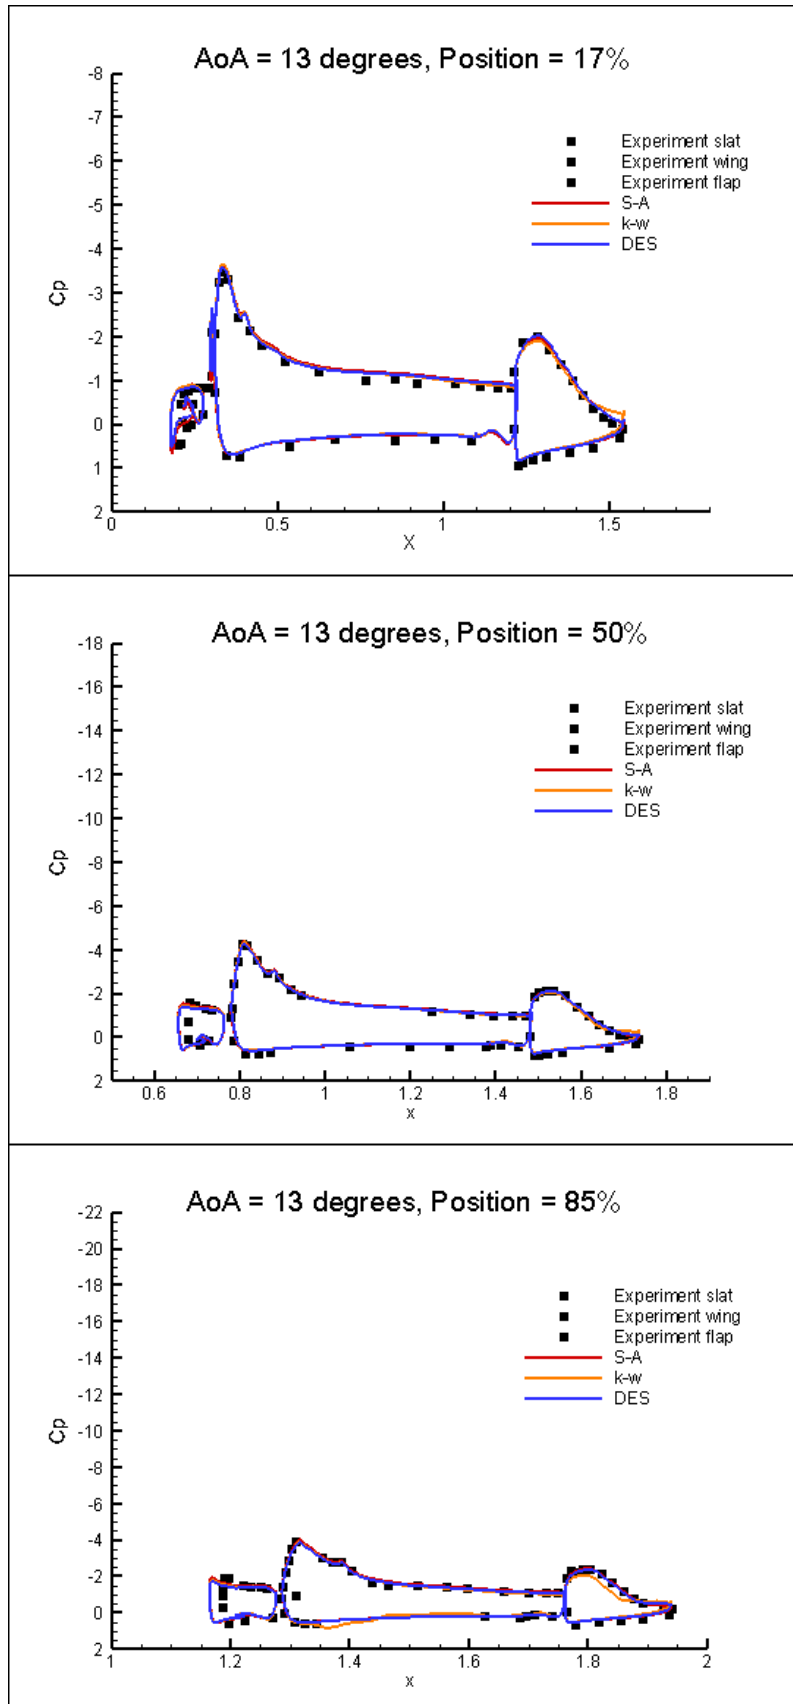 AoA = 13 degrees, Position = 17%
-8
-7
-6
-5
-4
-3
-2
-1
0
1
2
Cp
Experiment slat
Experiment wing
Experiment flap
S-A
k-w
DES
0 0.5 1 1.5
X
AoA = 13 degrees, Position = 50%
-18
-16
-14
-12
-10
-8
-6
-4
-2
0
2
Cp
Experiment slat
Experiment wing
Experiment flap
S-A
k-w
DES
0.6 0.8 1 1.2 1.4 1.6 1.8
x
AoA = 13 degrees, Position = 85%
-22
-20
-18
-16
-14
-12
-10
-8
-6
-4
-2
0
2
Cp
Experiment slat
Experiment wing
Experiment flap
S-A
k-w
DES
1 1.2 1.4 1.6 1.8 2
x